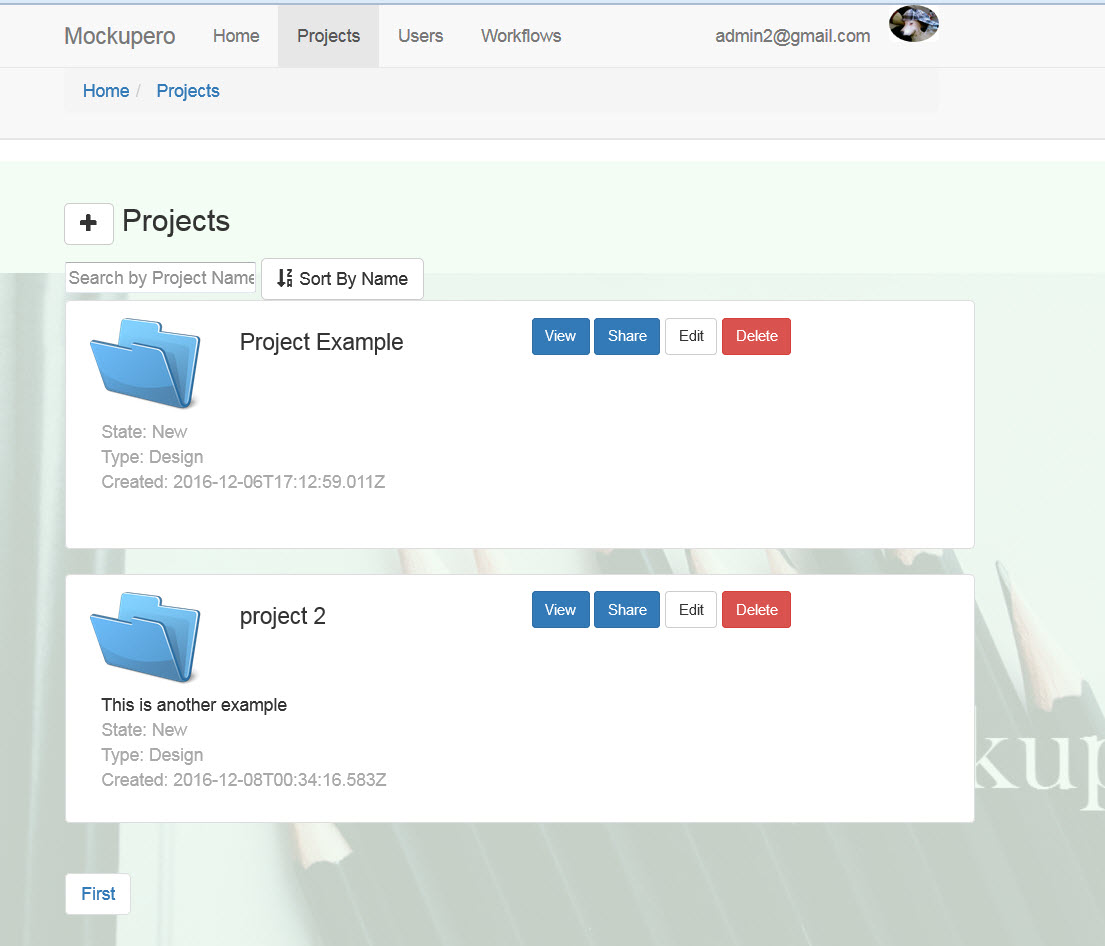 Mockupero Home Projects Users Workflows admin2@gmail.com
Home / Projects
Projects
Search by Project Name Sort By Name
Project Example View Share Edit Delete
State: New
Type: Design
Created: 2016-12-06T17:12:59.011Z
project 2 View Share Edit Delete
This is another example
State: New
Type: Design
Created: 2016-12-08T00:34:16.583Z
kup
First